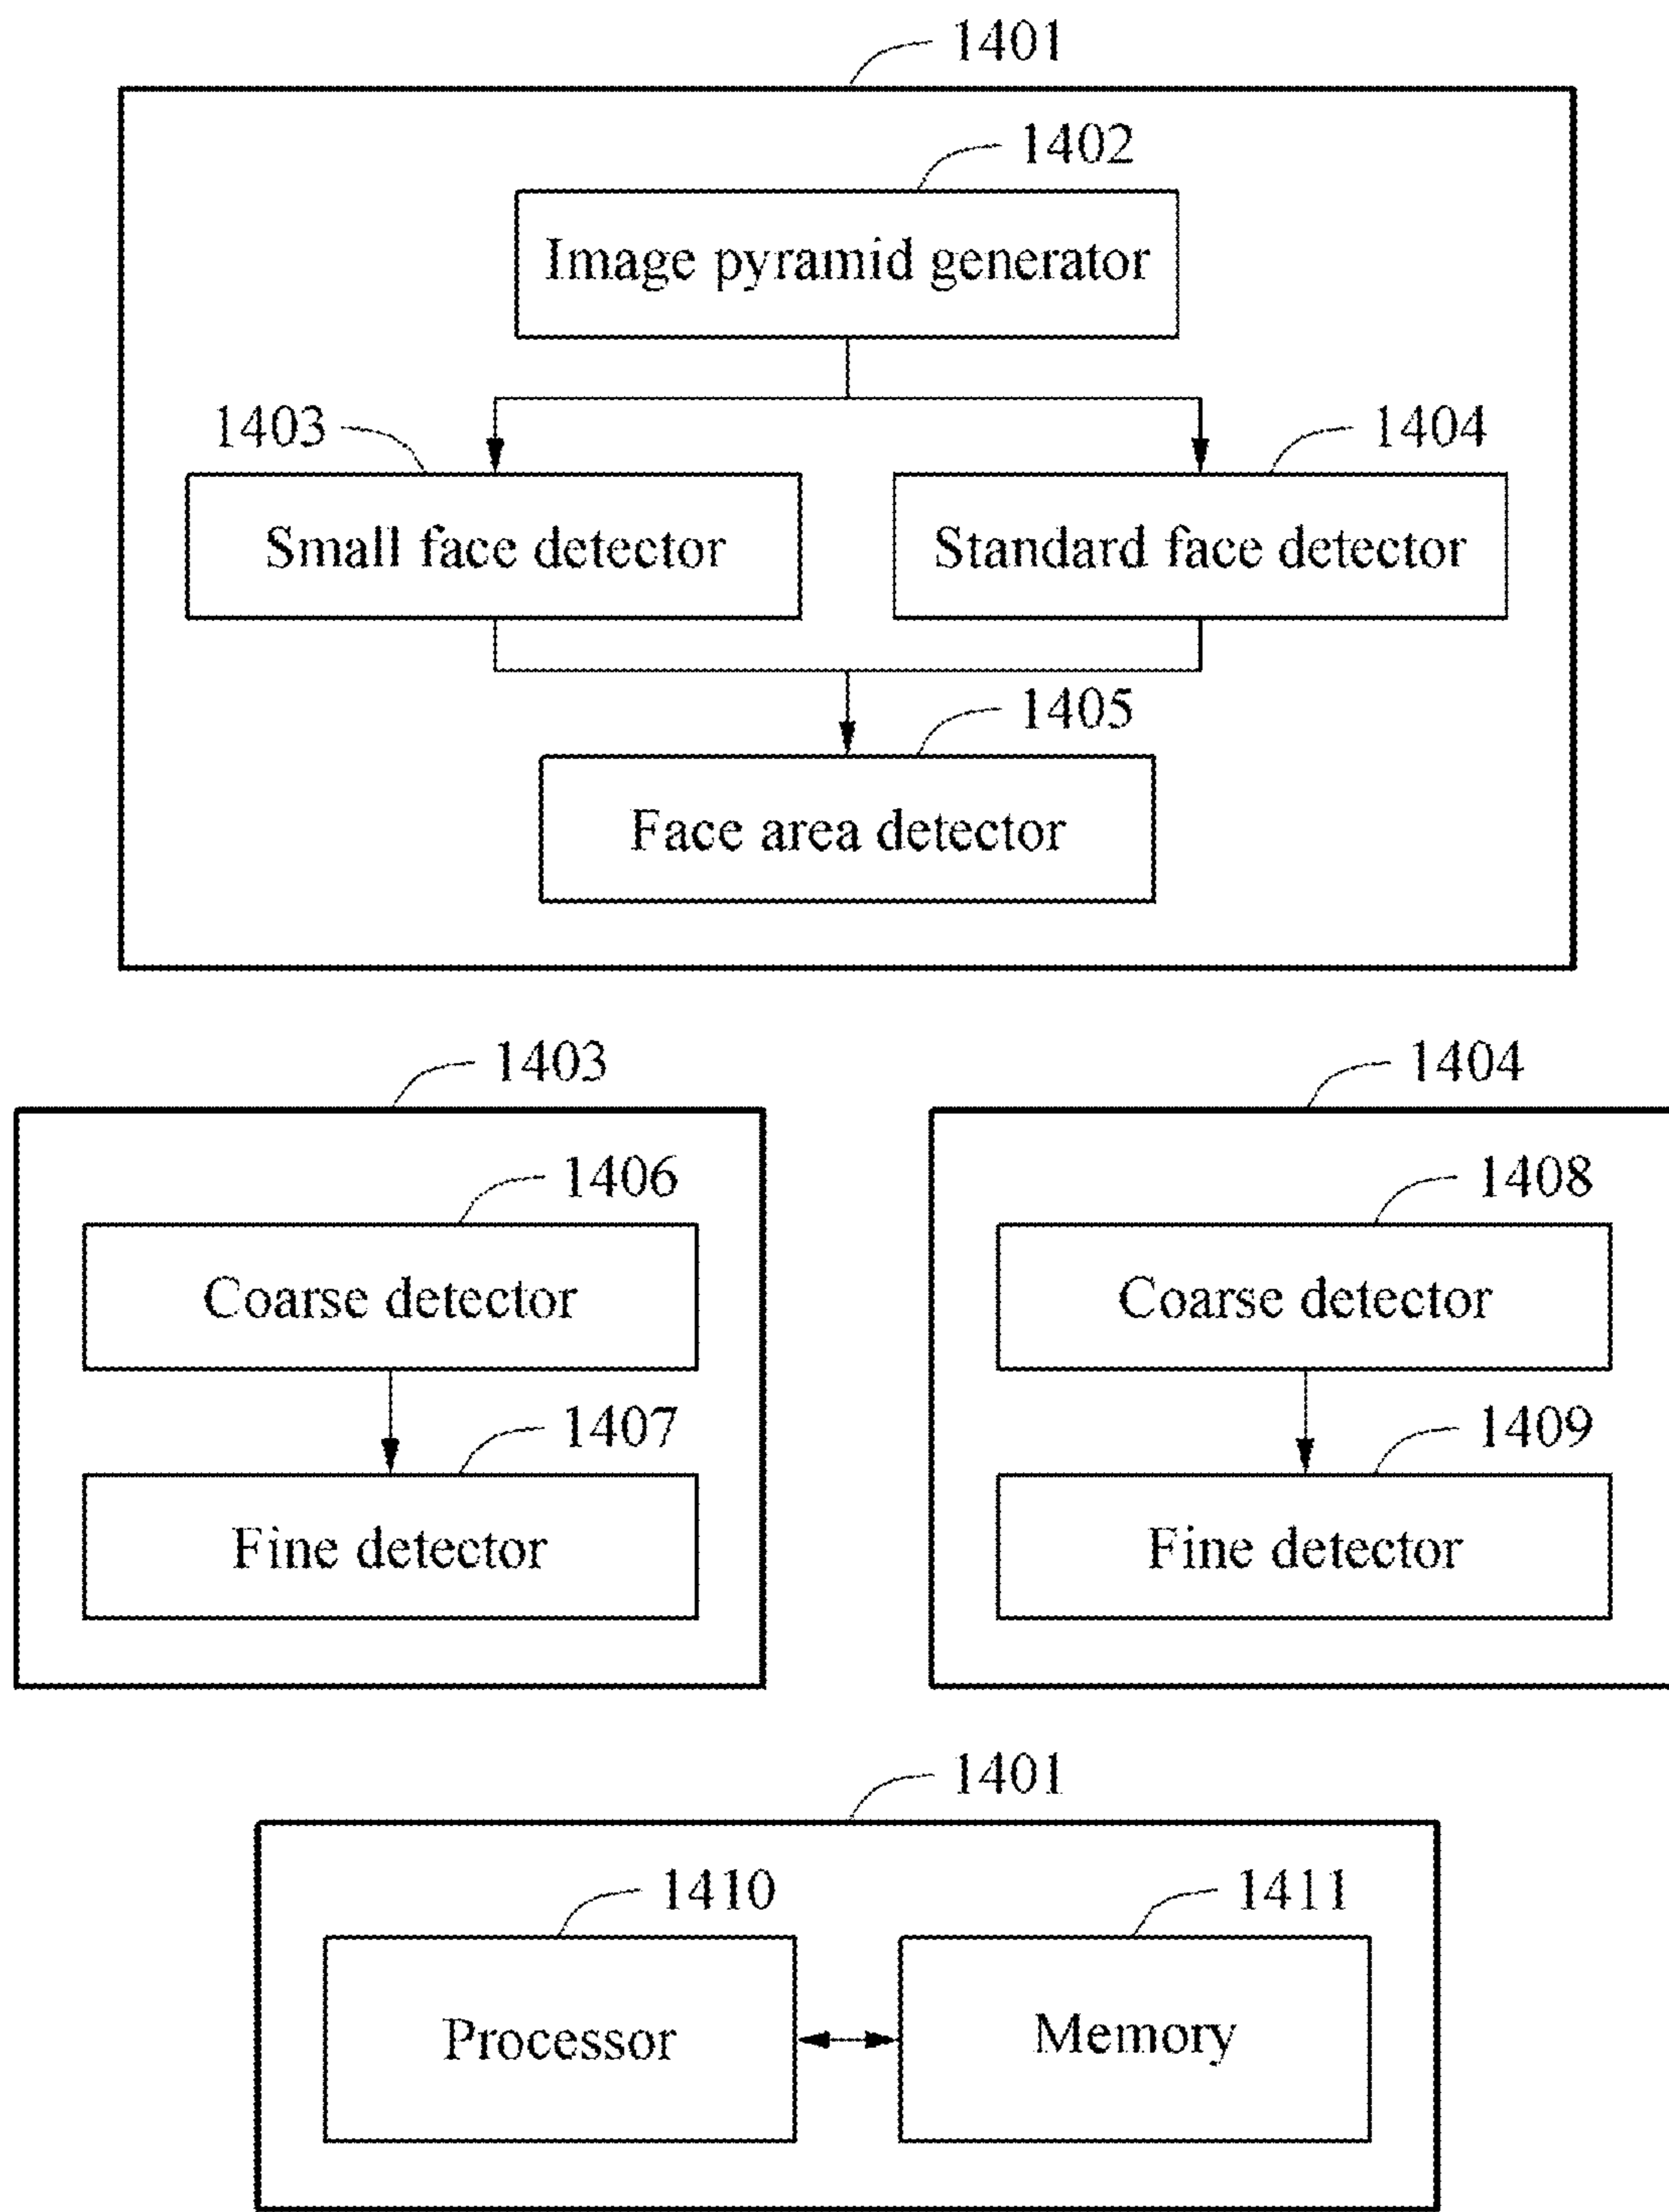 1401
1402
Image pyramid generator
1403
1404
Small face detector
Standard face detector
1405
Face area detector
1403
1404
1406
1408
Coarse detector
Coarse detector
1407
1409
Fine detector
Fine detector
1401
1410
1411
Processor
Memory